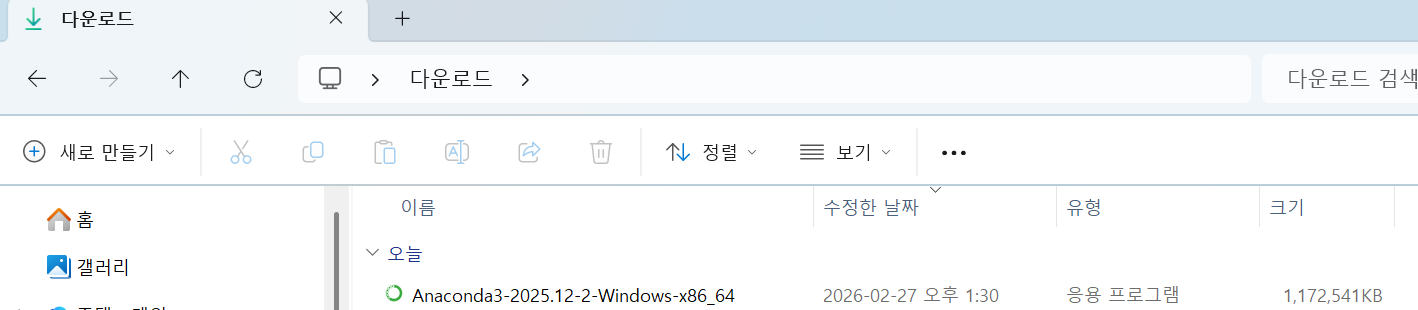 다운로드
다운로드
다운로드 검색
새로 만들기
정렬
보기
이름 수정한 날짜 유형 크기
홈
오늘
갤러리
Anaconda3-2025.12-2-Windows-x86_64 2026-02-27 오후 1:30 응용 프로그램 1,172,541KB